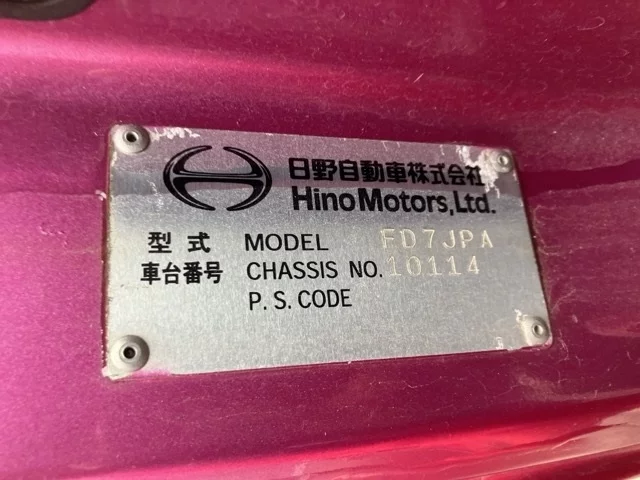 日野自動車株式会社
Hino Motors, Ltd.
型式 MODEL FD7JPA
車台番号 CHASSIS NO. 10114
P. S. CODE